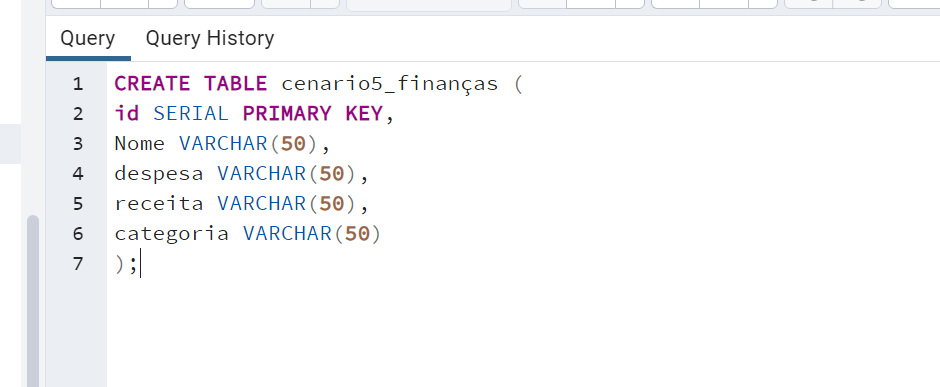 Query Query History
1 CREATE TABLE cenario5_finanças (
2 id SERIAL PRIMARY KEY,
3 Nome VARCHAR(50),
4 despesa VARCHAR(50),
5 receita VARCHAR(50),
6 categoria VARCHAR(50)
7 );